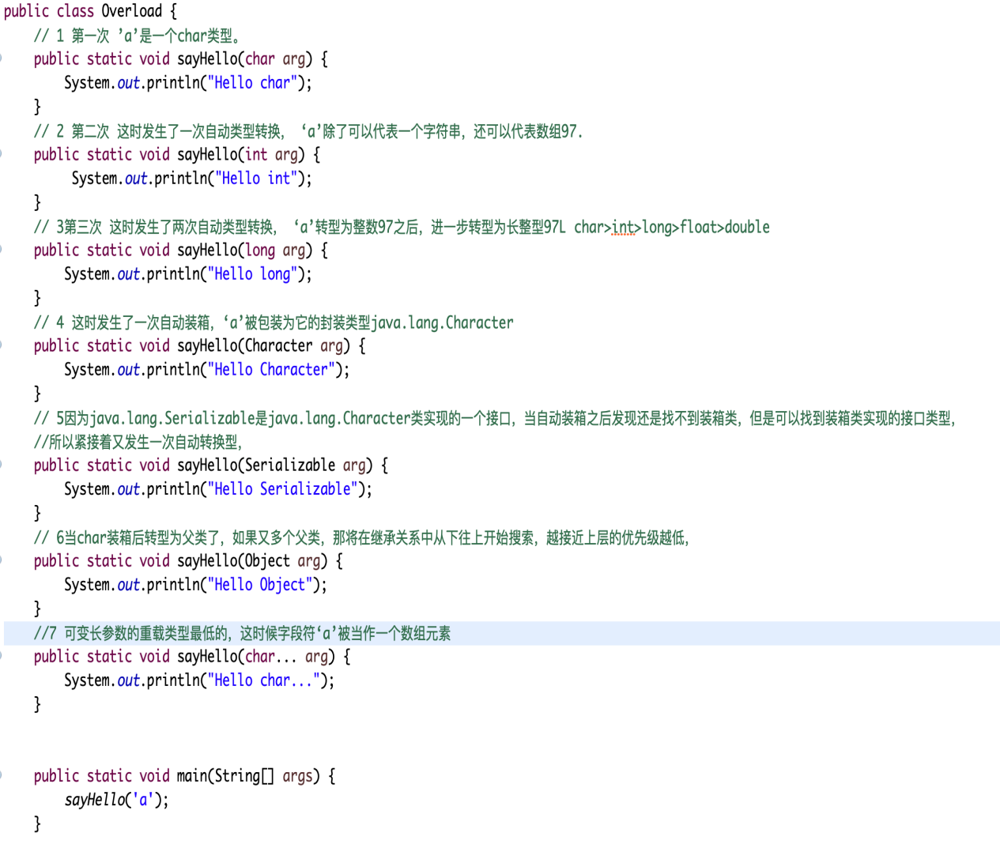 public class Overload {
// 1 第一次 ’a’是一个char类型。
public static void sayHello(char arg) {
System.out.println("Hello char");
}
// 2 第二次 这时发生了一次自动类型转换， ‘a’除了可以代表一个字符串，还可以代表数组97.
public static void sayHello(int arg) {
System.out.println("Hello int");
}
// 3第三次 这时发生了两次自动类型转换， ‘a’转型为整数97之后，进一步转型为长整型97L char>int>long>float>double
public static void sayHello(long arg) {
System.out.println("Hello long");
}
// 4 这时发生了一次自动装箱，‘a’被包装为它的封装类型java.lang.Character
public static void sayHello(Character arg) {
System.out.println("Hello Character");
}
// 5因为java.lang.Serializable是java.lang.Character类实现的一个接口，当自动装箱之后发现还是找不到装箱类，但是可以找到装箱类实现的接口类型，
//所以紧接着又发生一次自动转换型，
public static void sayHello(Serializable arg) {
System.out.println("Hello Serializable");
}
// 6当char装箱后转型为父类了，如果又多个父类，那将在继承关系中从下往上开始搜索，越接近上层的优先级越低，
public static void sayHello(Object arg) {
System.out.println("Hello Object");
}
//7 可变长参数的重载类型最低的，这时候字段符‘a’被当作一个数组元素
public static void sayHello(char... arg) {
System.out.println("Hello char...");
}
public static void main(String[] args) {
sayHello('a');
}